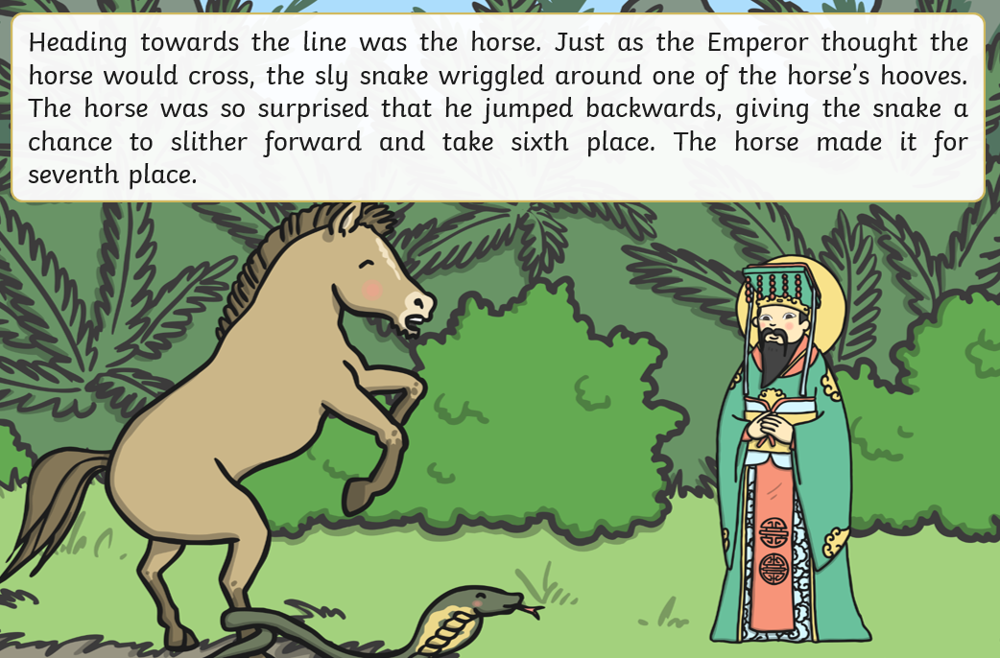 Heading towards the line was the horse. Just as the Emperor thought the
horse would cross, the sly snake wriggled around one of the horse's hooves.
The horse was so surprised that he jumped backwards, giving the snake a
chance to slither forward and take sixth place. The horse made it for
seventh place.